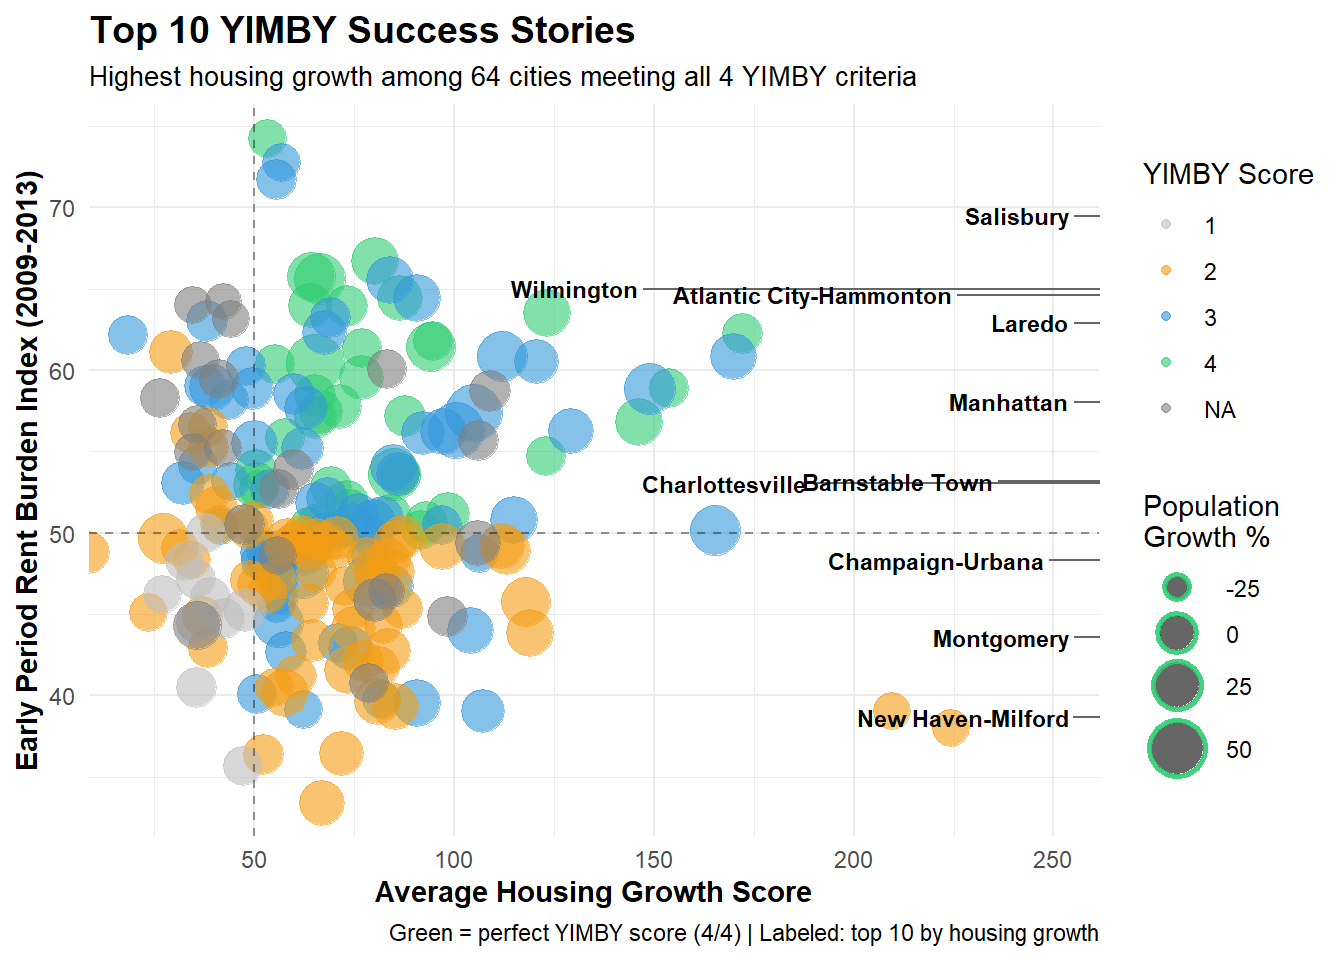 Top 10 YIMBY Success Stories
Highest housing growth among 64 cities meeting all 4 YIMBY criteria
Early Period Rent Burden Index (2009-2013)
70
60
50
40
Salisbury
Wilmington
Atlantic City-Hammonton
Laredo
Manhattan
Charlottesville
Barnstable Town
Champaign-Urbana
Montgomery
New Haven-Milford
50
100
150
200
250
Average Housing Growth Score
Green = perfect YIMBY score (4/4) | Labeled: top 10 by housing growth
YIMBY Score
1
2
3
4
NA
Population
Growth %
-25
0
25
50